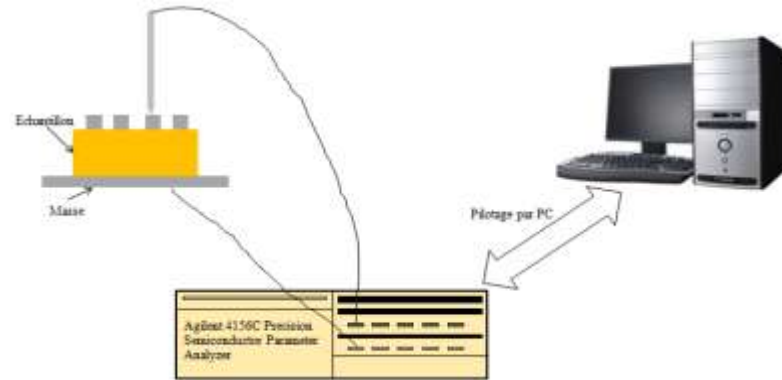 Echantillon
Masse
Pilotage par PC
Agilent 4156C Precision
Semiconductor Parameter
Analyzer